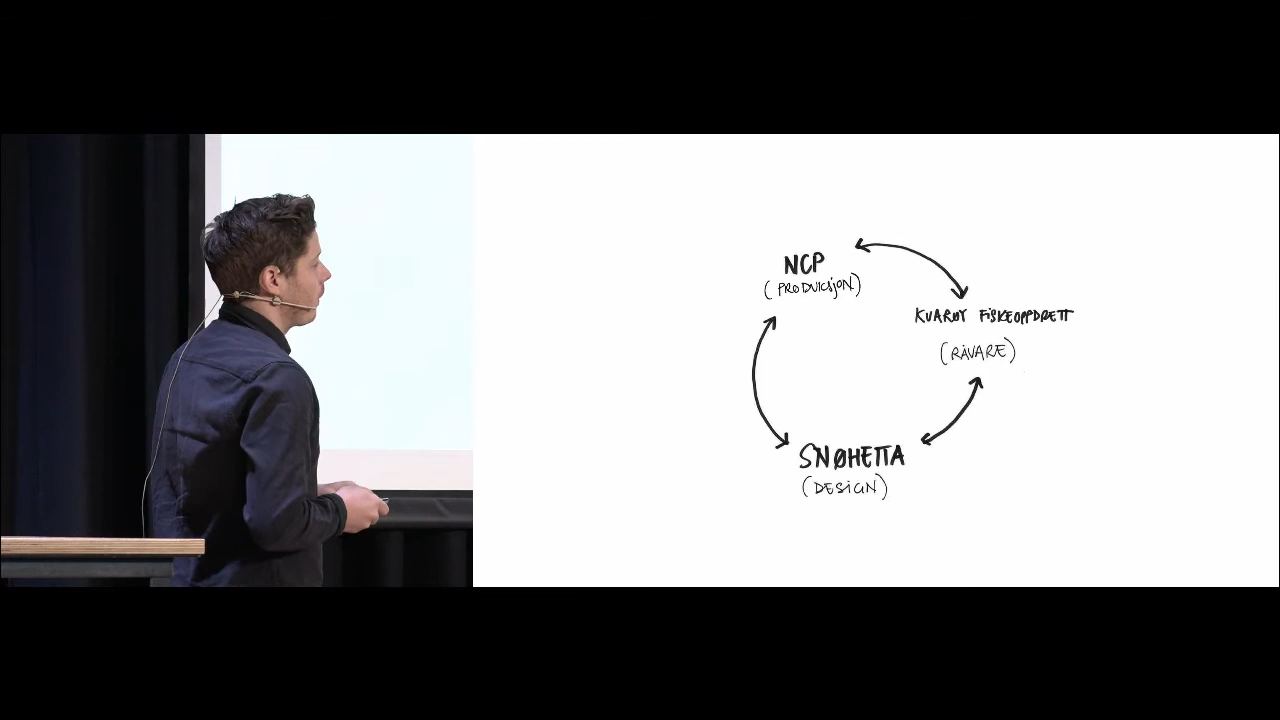 NCP
(PRODUKSjON)
KVARØY FISKEOPPDRETT
(RÅVARE)
SNØHETTA
(DESiGN)